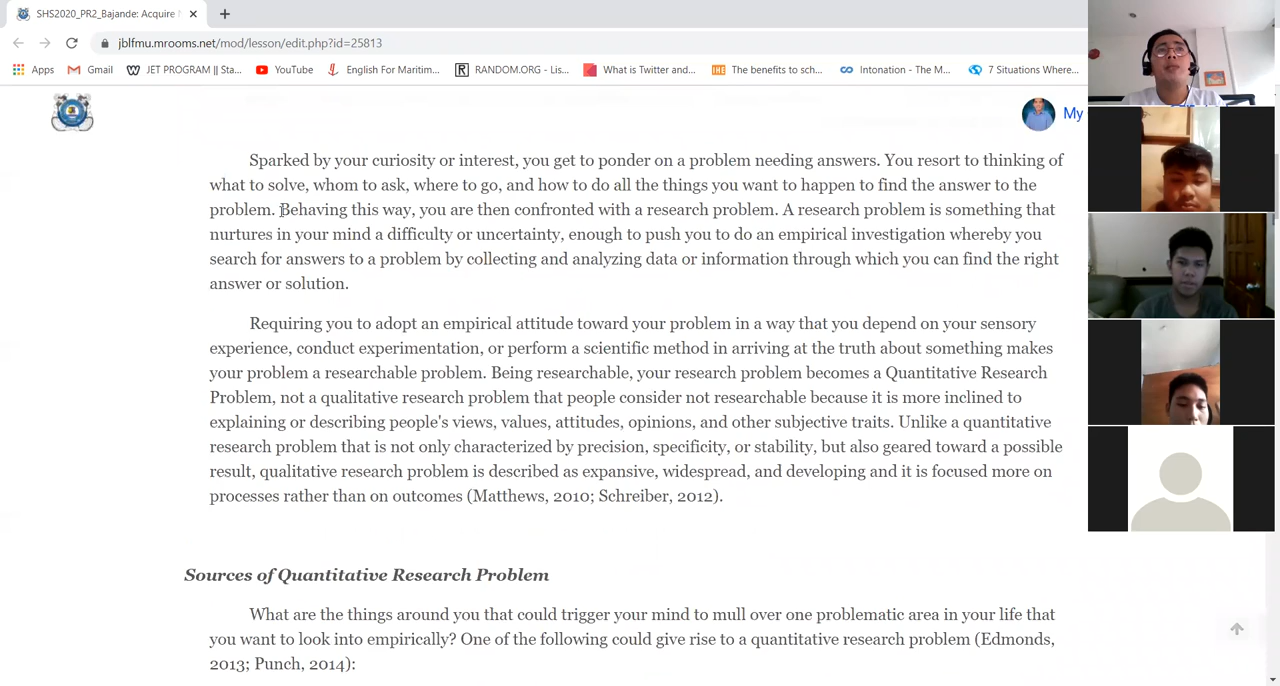 SHS2020_PR2_Bajande: Acquire
jblfmu.mrooms.net/mod/lesson/edit.php?id=25813
Apps Gmail JET PROGRAM || Sta... YouTube English For Maritim... RANDOM.ORG - Lis... What is Twitter and... The benefits to sch... Intonation - The M... 7 Situations Where...
My
Sparked by your curiosity or interest, you get to ponder on a problem needing answers. You resort to thinking of
what to solve, whom to ask, where to go, and how to do all the things you want to happen to find the answer to the
problem. Behaving this way, you are then confronted with a research problem. A research problem is something that
nurtures in your mind a difficulty or uncertainty, enough to push you to do an empirical investigation whereby you
search for answers to a problem by collecting and analyzing data or information through which you can find the right
answer or solution.
Requiring you to adopt an empirical attitude toward your problem in a way that you depend on your sensory
experience, conduct experimentation, or perform a scientific method in arriving at the truth about something makes
your problem a researchable problem. Being researchable, your research problem becomes a Quantitative Research
Problem, not a qualitative research problem that people consider not researchable because it is more inclined to
explaining or describing people's views, values, attitudes, opinions, and other subjective traits. Unlike a quantitative
research problem that is not only characterized by precision, specificity, or stability, but also geared toward a possible
result, qualitative research problem is described as expansive, widespread, and developing and it is focused more on
processes rather than on outcomes (Matthews, 2010; Schreiber, 2012).
Sources of Quantitative Research Problem
What are the things around you that could trigger your mind to mull over one problematic area in your life that
you want to look into empirically? One of the following could give rise to a quantitative research problem (Edmonds,
2013; Punch, 2014):